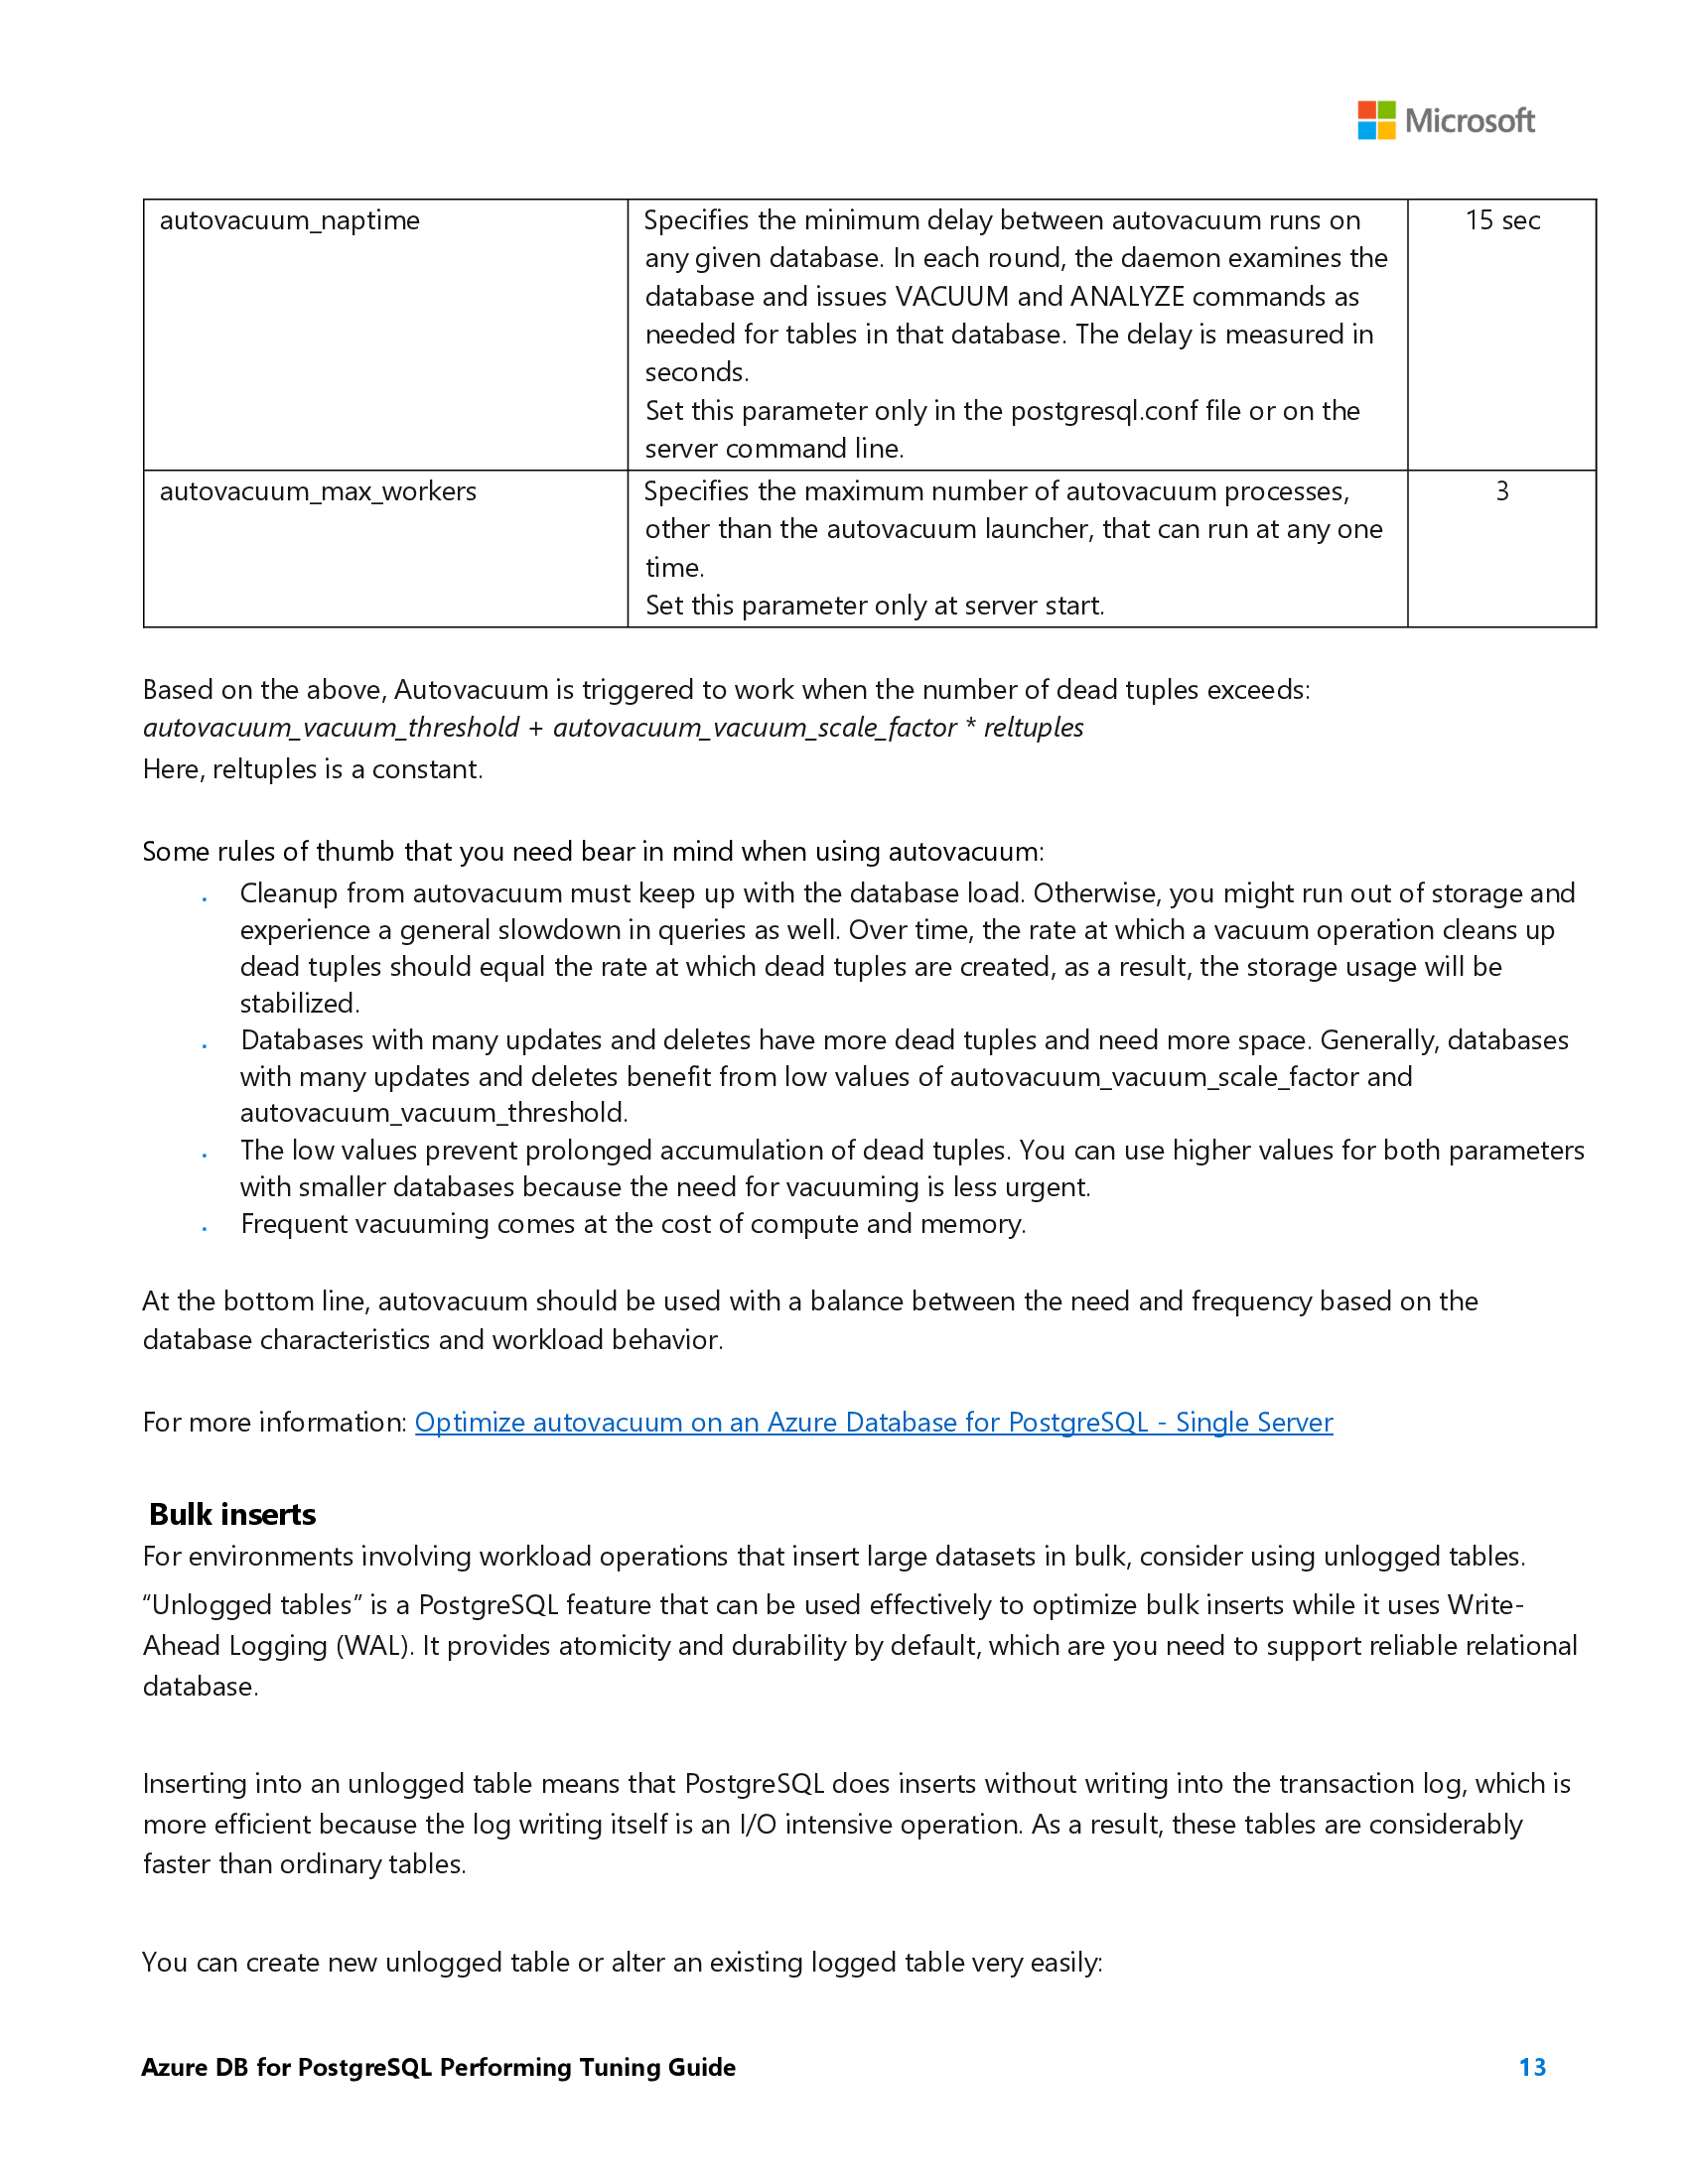 Microsoft
autovacuum_naptime
Specifies the minimum delay between autovacuum runs on
any given database. In each round, the daemon examines the
database and issues VACUUM and ANALYZE commands as
needed for tables in that database. The delay is measured in
seconds.
Set this parameter only in the postgresql.conf file or on the
server command line.
15 sec
autovacuum_max_workers
Specifies the maximum number of autovacuum processes,
other than the autovacuum launcher, that can run at any one
time.
Set this parameter only at server start.
3
Based on the above, Autovacuum is triggered to work when the number of dead tuples exceeds:
autovacuum_vacuum_threshold + autovacuum_vacuum_scale_factor * reltuples
Here, reltuples is a constant.
Some rules of thumb that you need bear in mind when using autovacuum:
Cleanup from autovacuum must keep up with the database load. Otherwise, you might run out of storage and
experience a general slowdown in queries as well. Over time, the rate at which a vacuum operation cleans up
dead tuples should equal the rate at which dead tuples are created, as a result, the storage usage will be
stabilized.
Databases with many updates and deletes have more dead tuples and need more space. Generally, databases
with many updates and deletes benefit from low values of autovacuum_vacuum_scale_factor and
autovacuum_vacuum_threshold.
The low values prevent prolonged accumulation of dead tuples. You can use higher values for both parameters
with smaller databases because the need for vacuuming is less urgent.
Frequent vacuuming comes at the cost of compute and memory.
At the bottom line, autovacuum should be used with a balance between the need and frequency based on the
database characteristics and workload behavior.
For more information: Optimize autovacuum on an Azure Database for PostgreSQL - Single Server
Bulk inserts
For environments involving workload operations that insert large datasets in bulk, consider using unlogged tables.
“Unlogged tables” is a PostgreSQL feature that can be used effectively to optimize bulk inserts while it uses Write-
Ahead Logging (WAL). It provides atomicity and durability by default, which are you need to support reliable relational
database.
Inserting into an unlogged table means that PostgreSQL does inserts without writing into the transaction log, which is
more efficient because the log writing itself is an I/O intensive operation. As a result, these tables are considerably
faster than ordinary tables.
You can create new unlogged table or alter an existing logged table very easily:
Azure DB for PostgreSQL Performing Tuning Guide
13